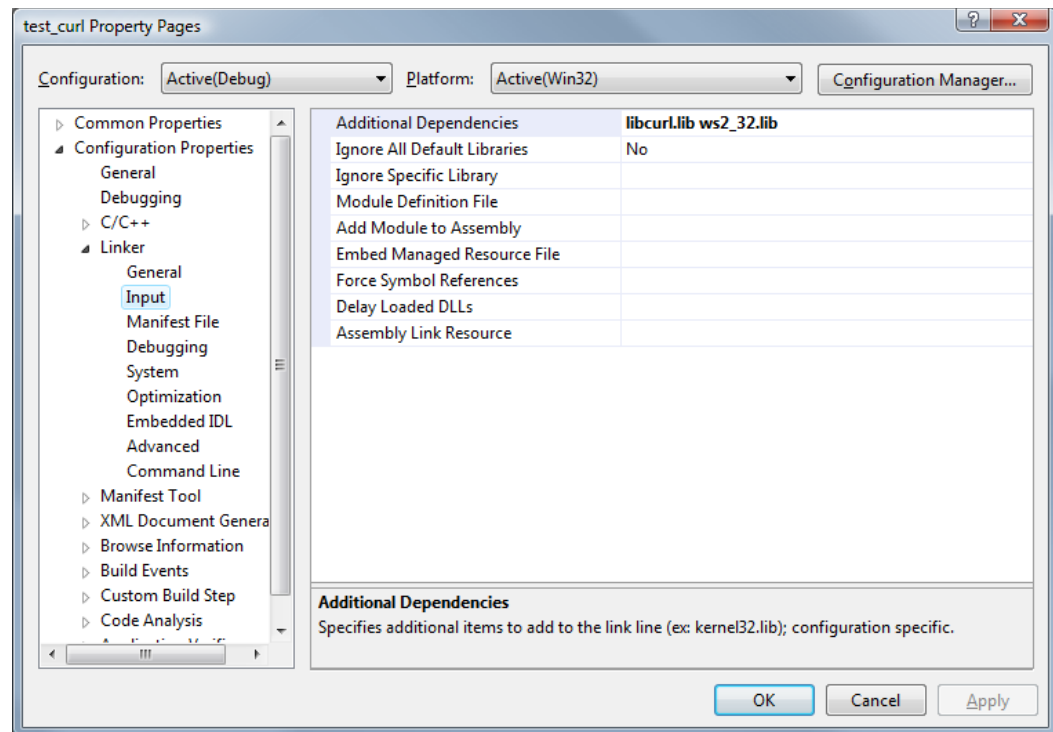 test_curl Property Pages
Configuration: Active(Debug) Platform: Active(Win32) Configuration Manager...
Common Properties
Configuration Properties
General
Debugging
C/C++
Linker
General
Input
Manifest File
Debugging
System
Optimization
Embedded IDL
Advanced
Command Line
Manifest Tool
XML Document Genera
Browse Information
Build Events
Custom Build Step
Code Analysis
Additional Dependencies libcurl.lib ws2_32.lib
Ignore All Default Libraries No
Ignore Specific Library
Module Definition File
Add Module to Assembly
Embed Managed Resource File
Force Symbol References
Delay Loaded DLLs
Assembly Link Resource
Additional Dependencies
Specifies additional items to add to the link line (ex: kernel32.lib); configuration specific.
OK Cancel Apply